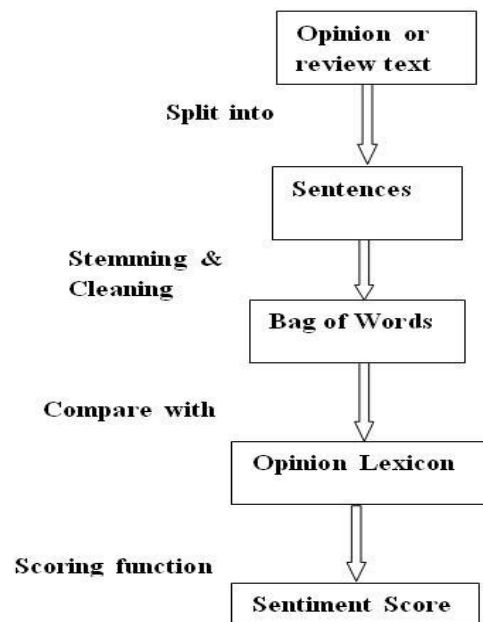 Opinion or
review text
Split into
Sentences
Stemming &
Cleaning
Bag of Words
Compare with
Opinion Lexicon
Scoring function
Sentiment Score